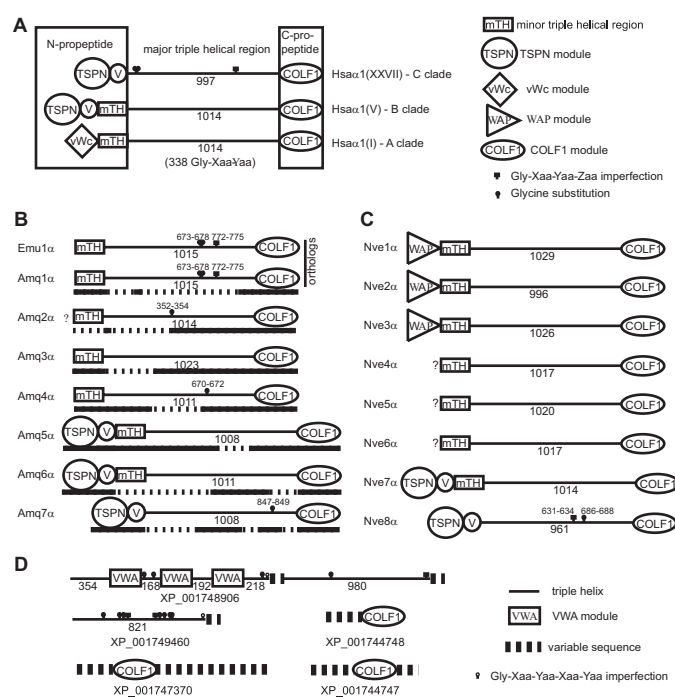 A
N-propeptide
major triple helical region
C-pro-
peptide
TSPN V 997 COLF1 Hsaα1(XXVII) - C clade
TSPN V mTH 1014 COLF1 Hsaα1(V) - B clade
vWc mTH 1014 COLF1 Hsaα1(I) - A clade
(338 Gly-Xaa-Yaa)
mTH minor triple helical region
TSPN TSPN module
vWc vWc module
WAP WAP module
COLF1 COLF1 module
Gly-Xaa-Yaa-Zaa imperfection
Glycine substitution
B
673-678 772-775
Emu1α mTH 1015 COLF1
673-678 772-775
Amq1α mTH 1015 COLF1
orthologs
352-354
Amq2α ? mTH 1014 COLF1
Amq3α mTH 1023 COLF1
670-672
Amq4α mTH 1011 COLF1
Amq5α TSPN V mTH 1008 COLF1
Amq6α TSPN V mTH 1011 COLF1
847-849
Amq7α TSPN V 1008 COLF1
C
Nve1α WAP mTH 1029 COLF1
Nve2α WAP mTH 996 COLF1
Nve3α WAP mTH 1026 COLF1
Nve4α ? mTH 1017 COLF1
Nve5α ? mTH 1020 COLF1
Nve6α ? mTH 1017 COLF1
Nve7α TSPN V mTH 1014 COLF1
631-634 686-688
Nve8α TSPN V 961 COLF1
D
354 VWA 168 VWA 192 VWA 218 980
XP_001748906
821
XP_001749460
COLF1
XP_001744748
COLF1
XP_001747370
COLF1
XP_001744747
triple helix
VWA VWA module
variable sequence
Gly-Xaa-Yaa-Xaa-Yaa imperfection